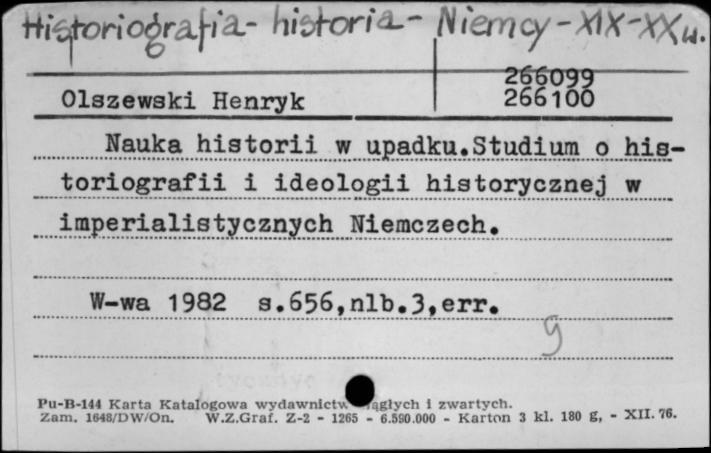 Historiografia - historia - Niemcy - XIX-XX w.
266099
Olszewski Henryk 266100
Nauka historii w upadku.Studium o his-
toriografii i ideologii historycznej w
imperialistycznych Niemczech.
W-wa 1982 s.656,nlb.3,err.
g
Pu-B-144 Karta Katalogowa wydawnictw ciągłych i zwartych.
Zam. 1648/DW/On. W.Z.Graf. Z-2 - 1265 - 6.590.000 - Karton 3 kl. 180 g, - XII. 76.